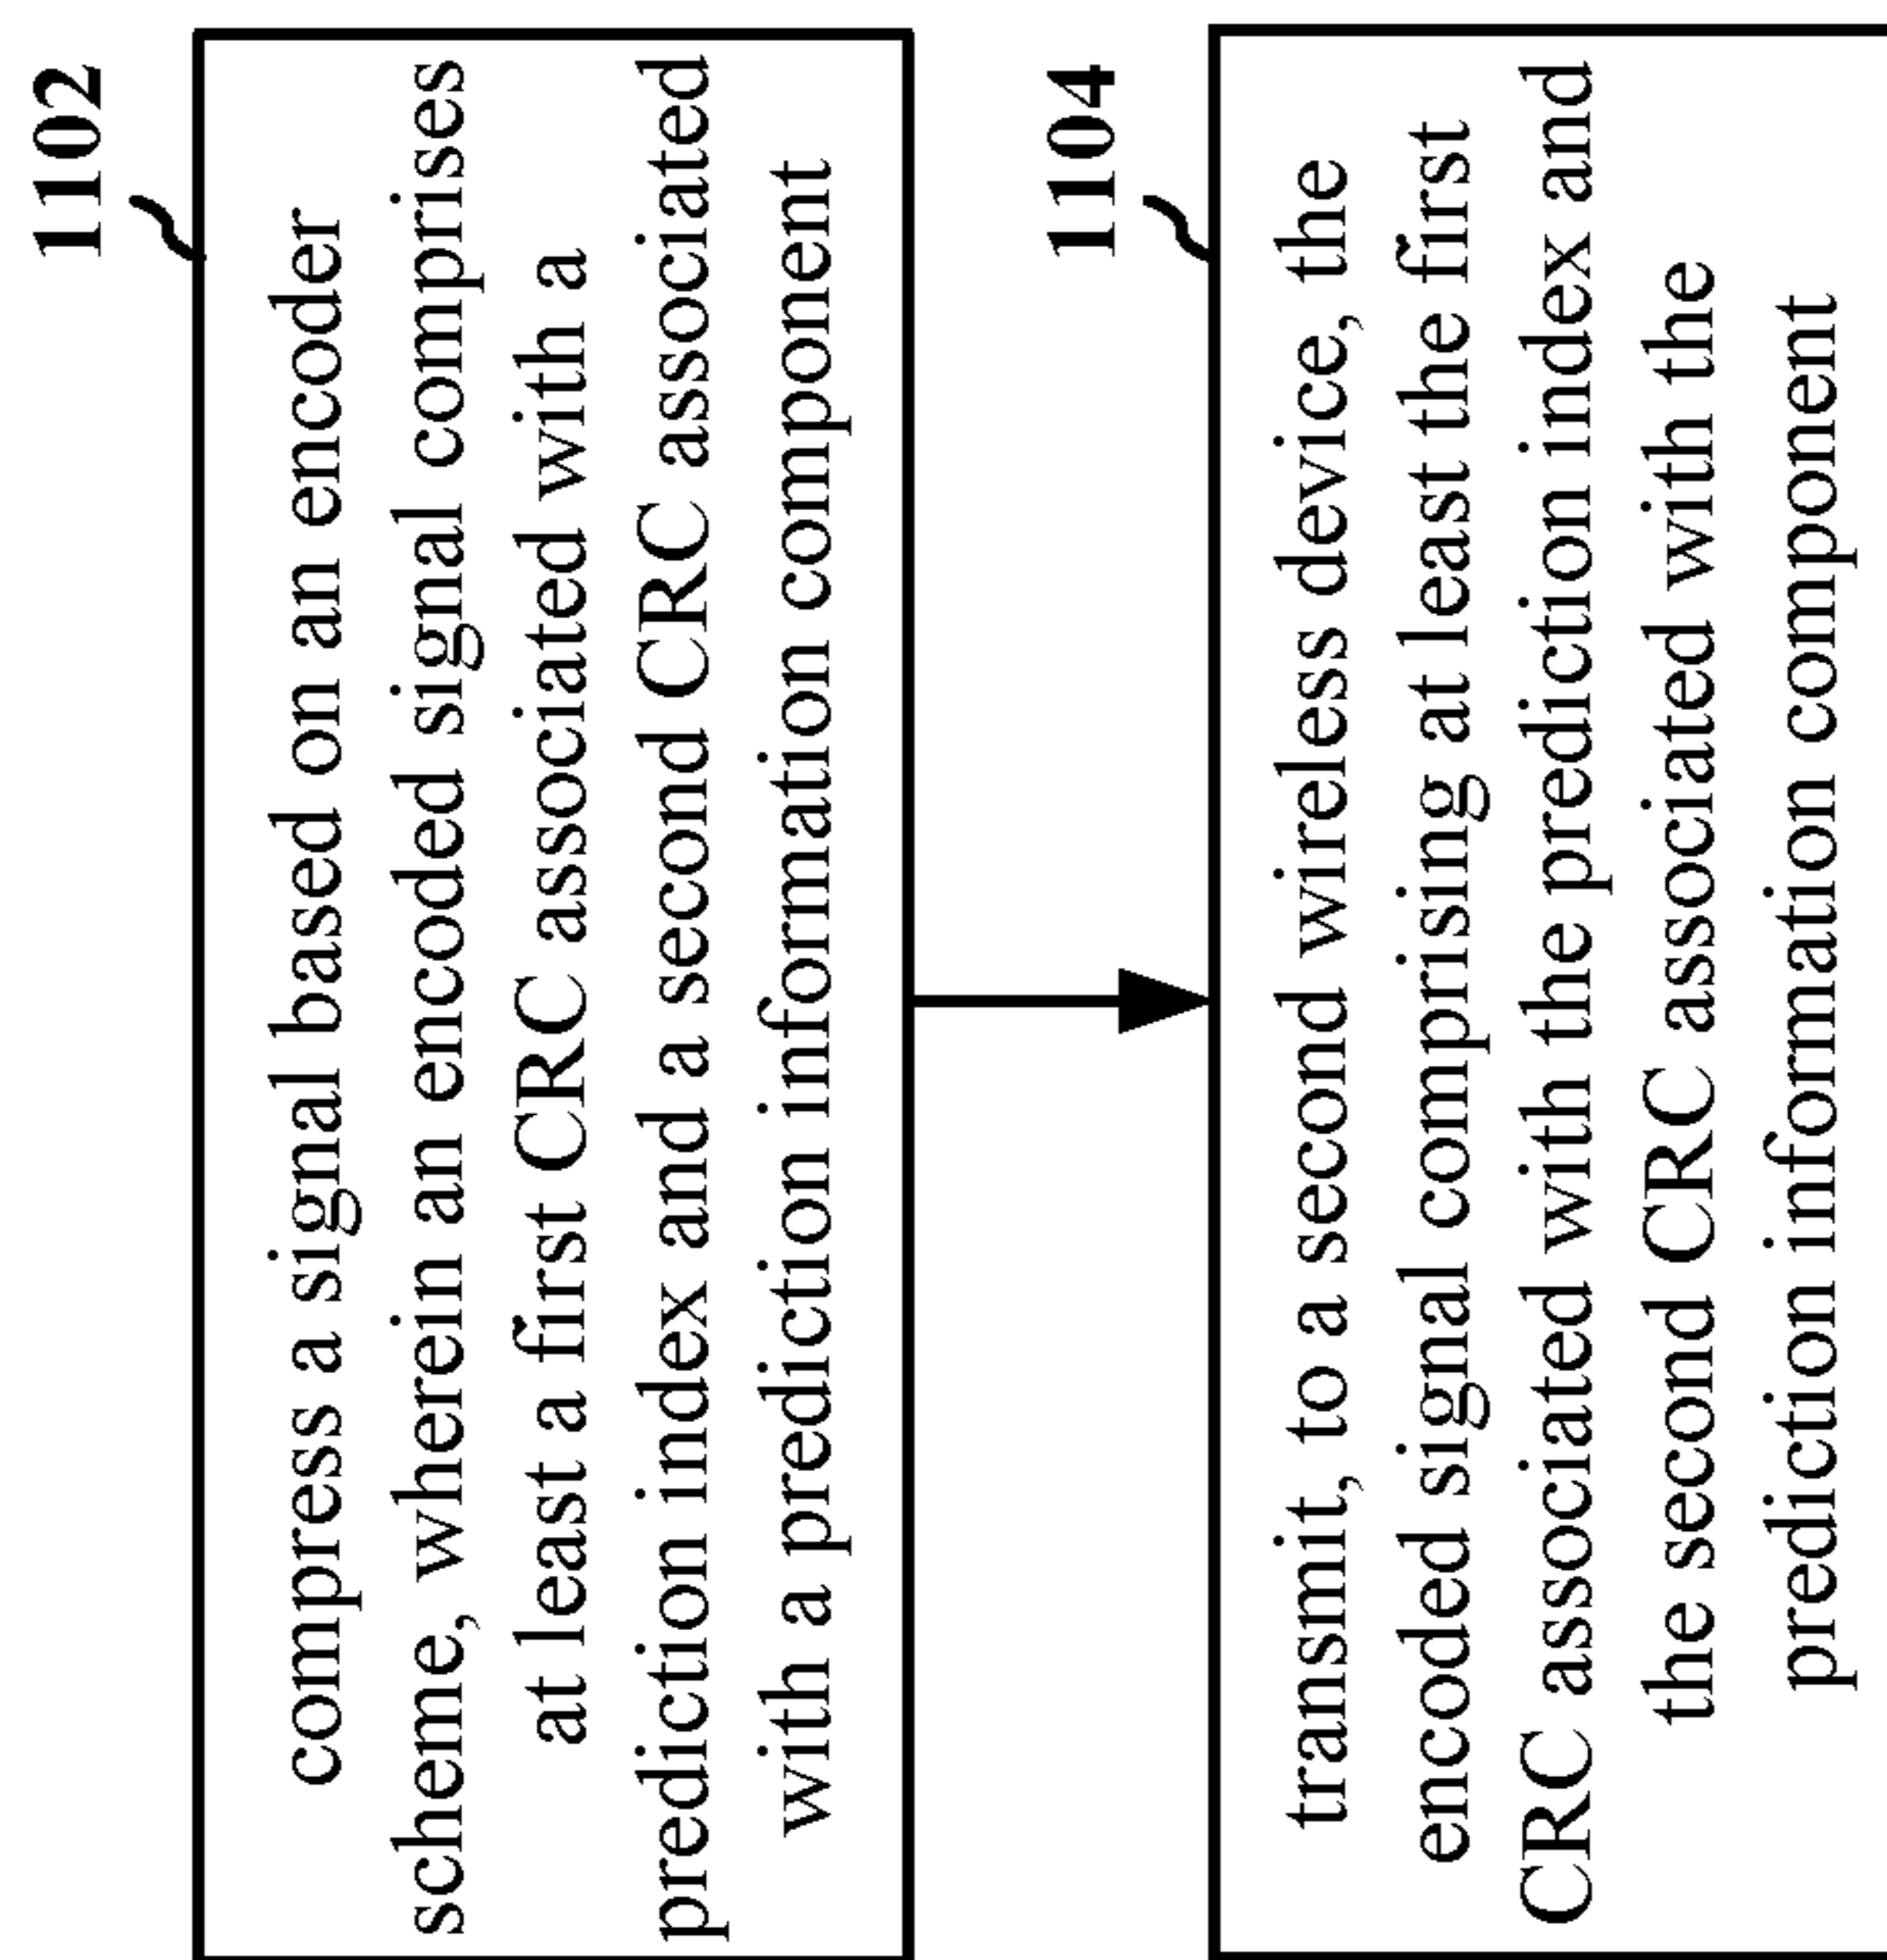 1102
compress a signal based on an encoder
scheme, wherein an encoded signal comprises
at least a first CRC associated with a
prediction index and a second CRC associated
with a prediction information component
1104
transmit, to a second wireless device, the
encoded signal comprising at least the first
CRC associated with the prediction index and
the second CRC associated with the
prediction information component